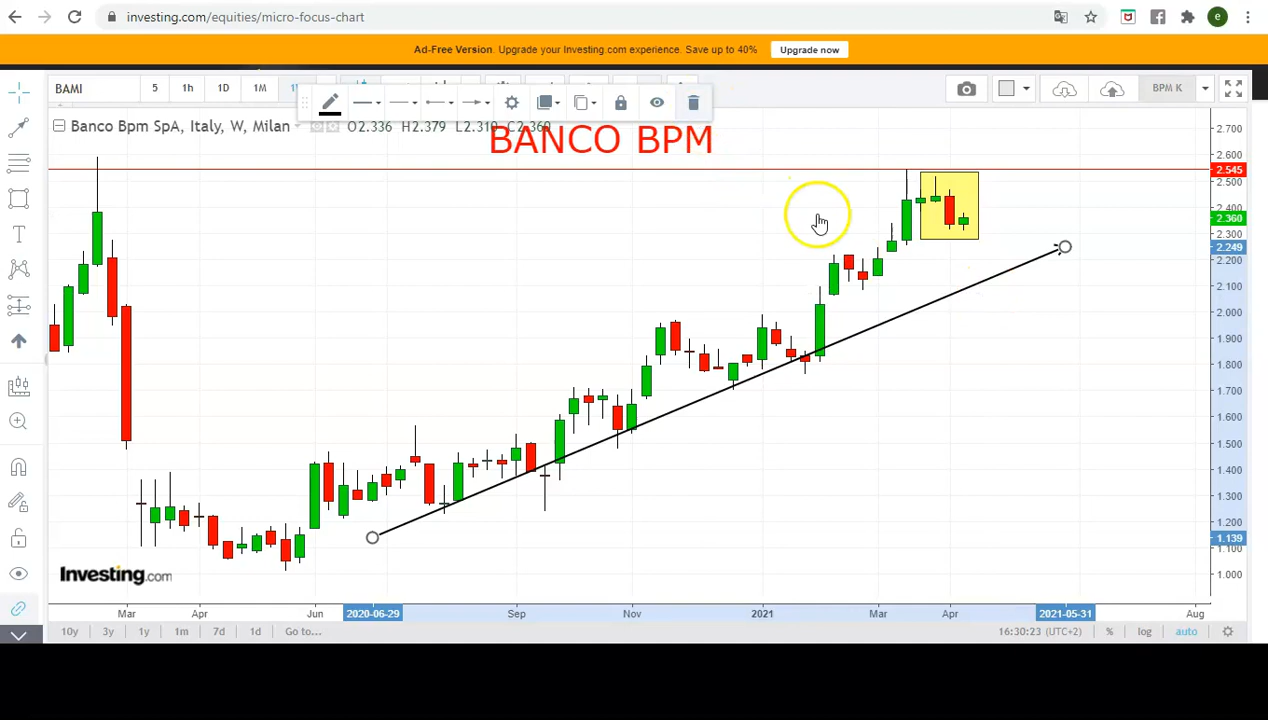 investing.com/equities/micro-focus-chart
e
Ad-Free Version. Upgrade your Investing.com experience. Save up to 40%
Upgrade now
BAMI
5
1h
1D
1M
BPM K
Banco Bpm SpA, Italy, W, Milan
O2.336 H2.379 L2.310 C2.360
BANCO BPM
2.700
2.600
2.545
2.500
2.400
2.360
2.300
2.249
2.200
2.100
2.000
1.900
1.800
1.700
1.600
1.500
1.400
1.300
1.200
1.139
1.100
1.000
Investing.com
Mar
Apr
Jun
2020-06-29
Sep
Nov
2021
Mar
Apr
2021-05-31
Aug
10y
3y
1y
1m
7d
1d
Go to...
16:30:23 (UTC+2)
%
log
auto